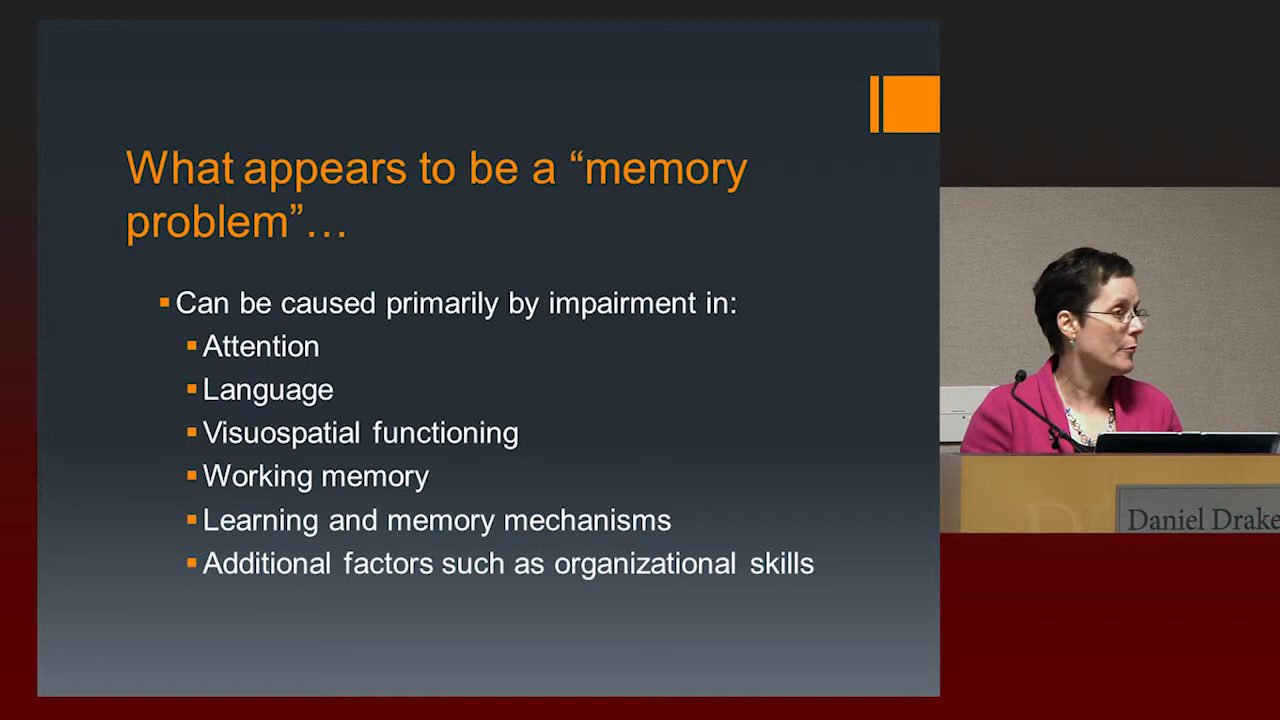 What appears to be a “memory
problem”…
Can be caused primarily by impairment in:
Attention
Language
Visuospatial functioning
Working memory
Learning and memory mechanisms
Additional factors such as organizational skills
Daniel Drake